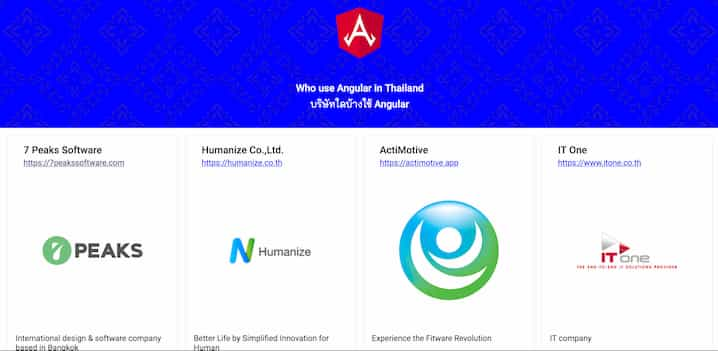 Who use Angular in Thailand
บริษัทใดบ้างใช้ Angular
7 Peaks Software
https://7peakssoftware.com
7 PEAKS
International design & software company
based in Bangkok
Humanize Co.,Ltd.
https://humanize.co.th
Humanize
Better Life by Simplified Innovation for
Human
ActiMotive
https://actimotive.app
Experience the Fitware Revolution
IT One
https://www.itone.co.th
IT one
THE END-TO-END IT SOLUTIONS PROVIDER
IT company